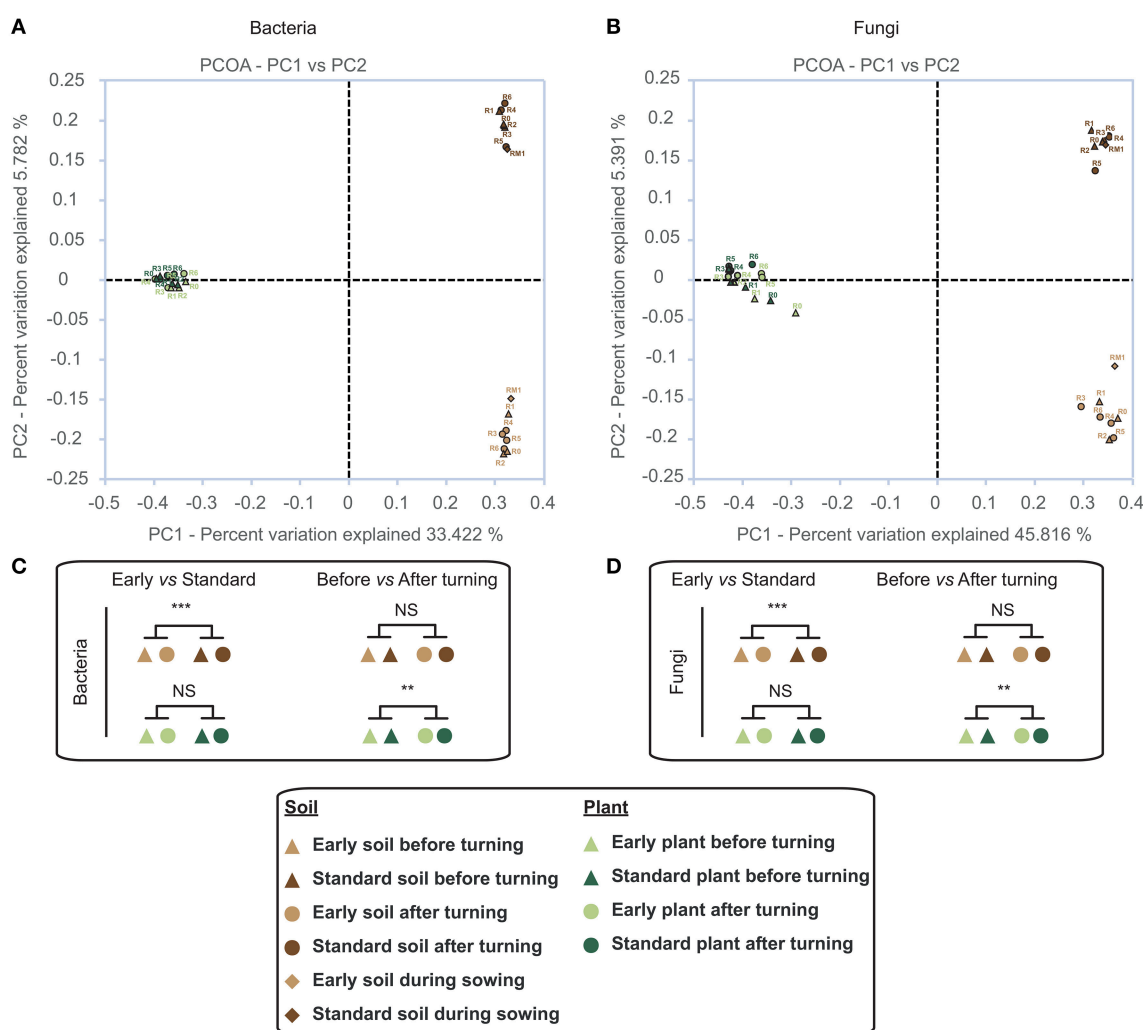 A
Bacteria
PCOA - PC1 vs PC2
PC2 - Percent variation explained 5.782 %
0.25
0.2
0.15
0.1
0.05
0
-0.05
-0.1
-0.15
-0.2
-0.25
-0.5
-0.4
-0.3
-0.2
-0.1
0
0.1
0.2
0.3
0.4
PC1 - Percent variation explained 33.422 %
R6
R1
R4
R0
R2
R3
R5
RM1
R3
R5
R6
R0
R6
R4
R3
R1
R2
R0
RM1
R1
R4
R3
R5
R6
R0
R2
B
Fungi
PCOA - PC1 vs PC2
PC2 - Percent variation explained 5.391 %
0.25
0.2
0.15
0.1
0.05
0
-0.05
-0.1
-0.15
-0.2
-0.25
-0.5
-0.4
-0.3
-0.2
-0.1
0
0.1
0.2
0.3
0.4
PC1 - Percent variation explained 45.816 %
R1
R6
R3
R4
R0
R2
RM1
R5
R5
R6
R3
R4
R6
R4
R5
R1
R1
R0
R0
RM1
R3
R1
R6
R4
R0
R2
R5
C
Early vs Standard
Before vs After turning
Bacteria
***
NS
NS
**
D
Early vs Standard
Before vs After turning
Fungi
***
NS
NS
**
Soil
Early soil before turning
Standard soil before turning
Early soil after turning
Standard soil after turning
Early soil during sowing
Standard soil during sowing
Plant
Early plant before turning
Standard plant before turning
Early plant after turning
Standard plant after turning